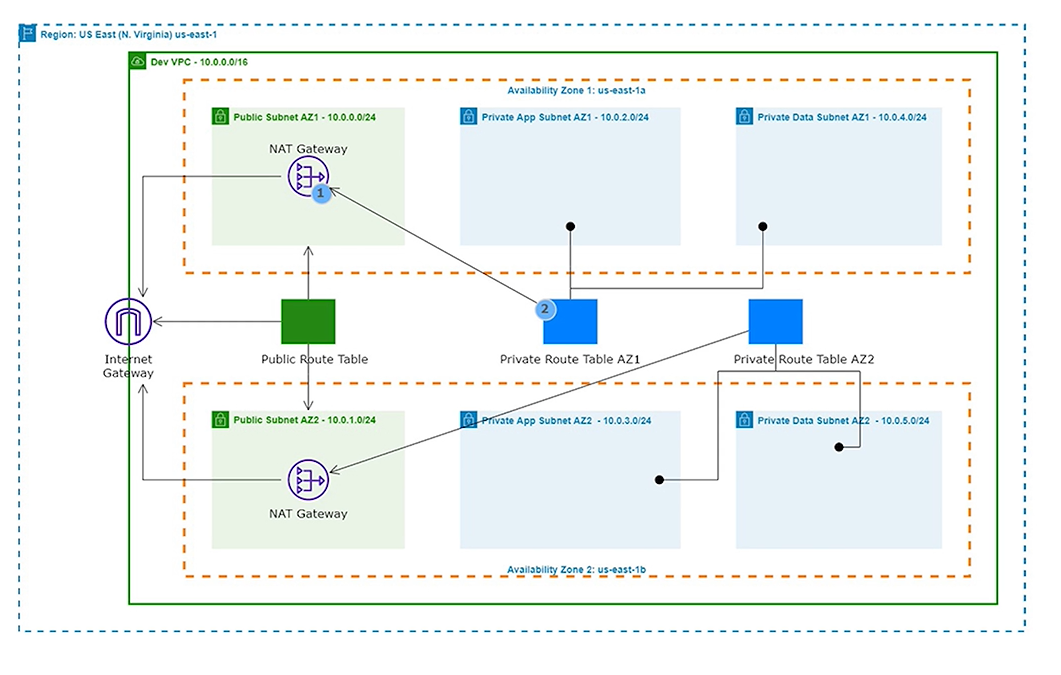 Region: US East (N. Virginia) us-east-1
Dev VPC - 10.0.0.0/16
Availability Zone 1: us-east-1a
Public Subnet AZ1 - 10.0.0.0/24
Private App Subnet AZ1 - 10.0.2.0/24
Private Data Subnet AZ1 - 10.0.4.0/24
NAT Gateway
1
2
Internet
Gateway
Public Route Table
Private Route Table AZ1
Private Route Table AZ2
Public Subnet AZ2 - 10.0.1.0/24
Private App Subnet AZ2 - 10.0.3.0/24
Private Data Subnet AZ2 - 10.0.5.0/24
NAT Gateway
Availability Zone 2: us-east-1b